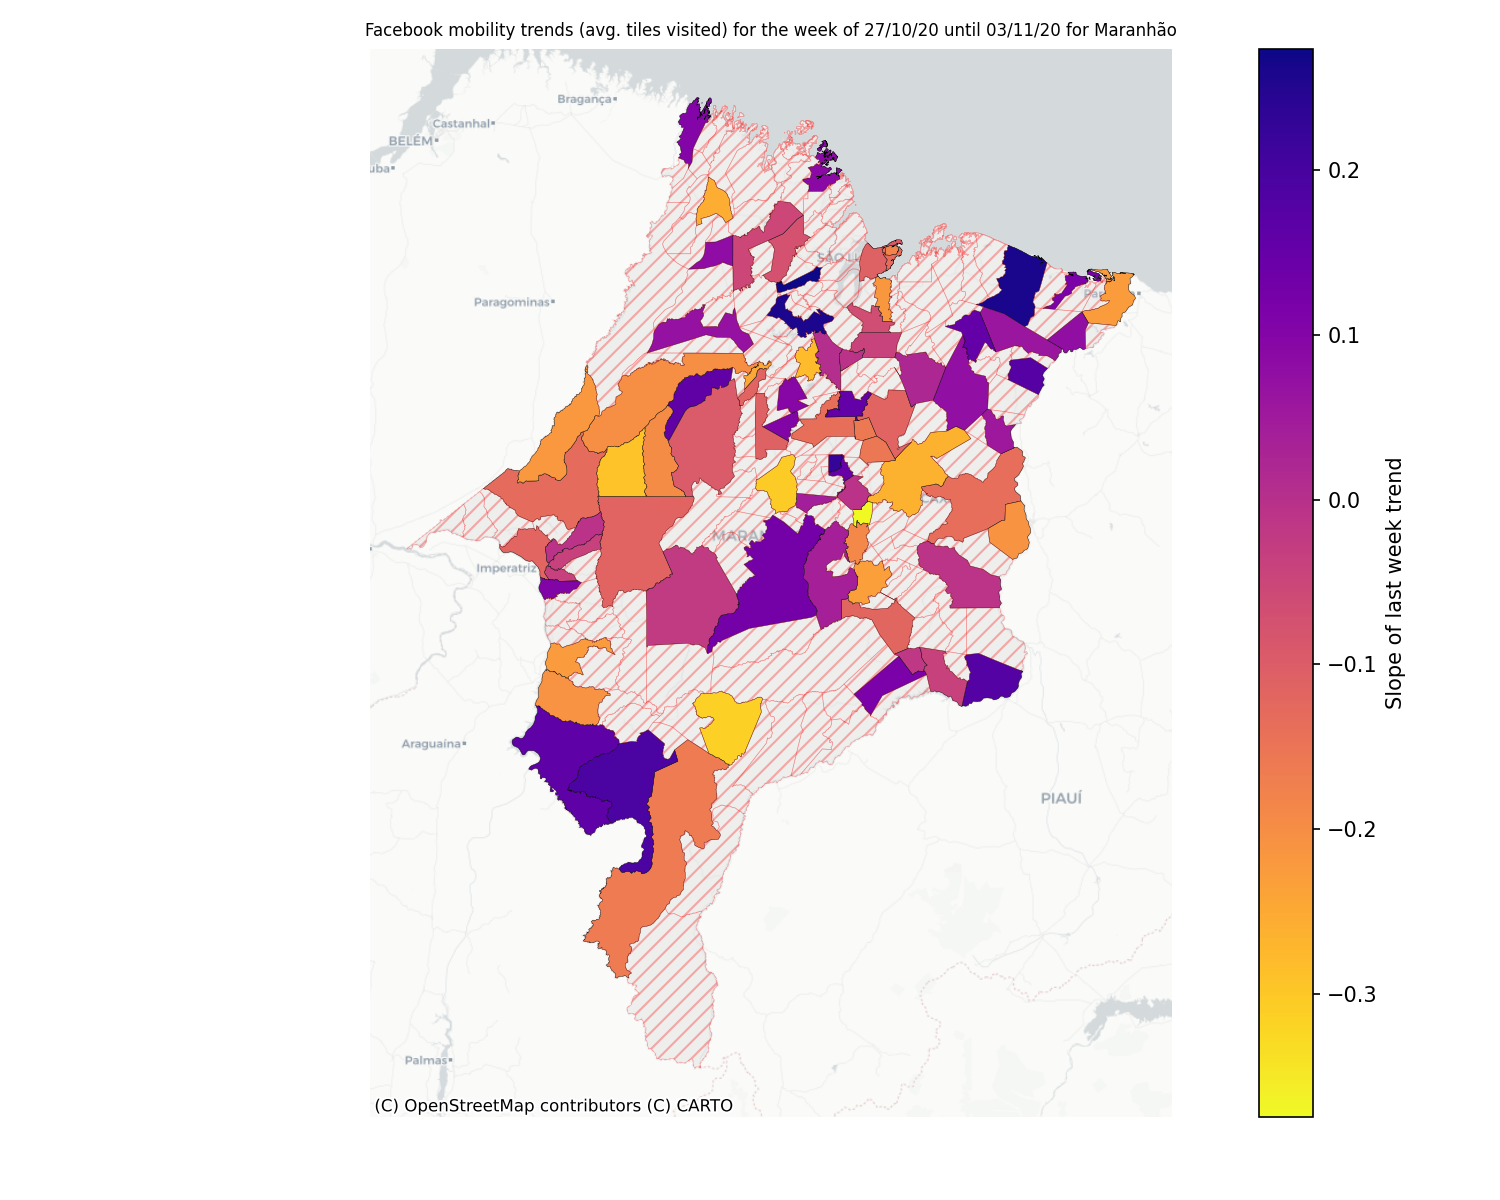 Facebook mobility trends (avg. tiles visited) for the week of 27/10/20 until 03/11/20 for Maranhão
Bragança
Castanhal
BELÉM
uba
SÃO L
Paragominas
Par
0.2
0.1
0.0
−0.1
−0.2
−0.3
Slope of last week trend
MARA
Imperatriz
Araguaína
PIAUÍ
Palmas
(C) OpenStreetMap contributors (C) CARTO